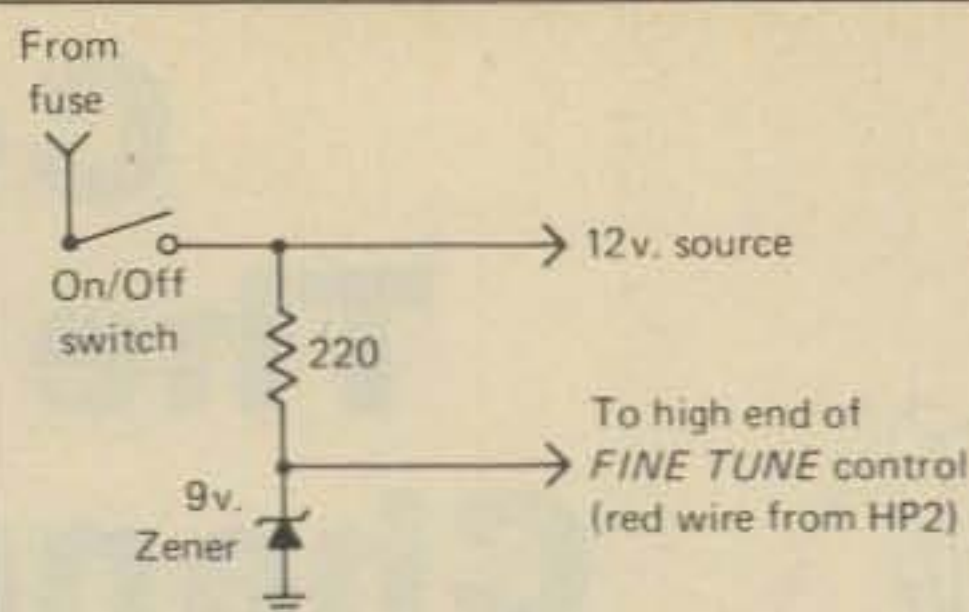 From
fuse
12v. source
On/Off
switch
220
To high end of
FINE TUNE control
(red wire from HP2)
9v.
Zener